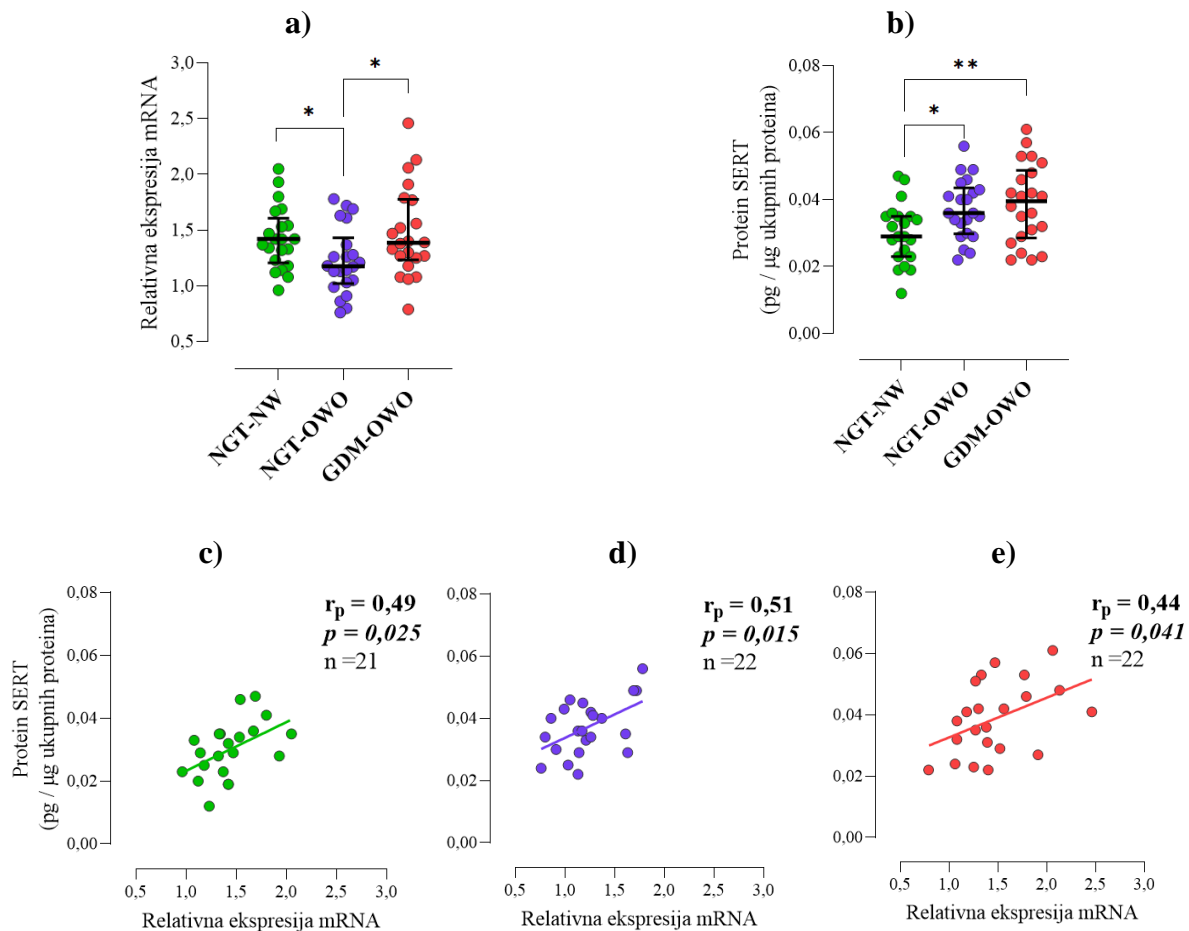 a)
Relativna ekspresija mRNA
3,0
2,5
2,0
1,5
1,0
0,5
*
*
NGT-NW
NGT-OWO
GDM-OWO
b)
Protein SERT
(pg / µg ukupnih proteina)
0,08
0,06
0,04
0,02
0,00
**
*
NGT-NW
NGT-OWO
GDM-OWO
c)
Protein SERT
(pg / µg ukupnih proteina)
0,08
0,06
0,04
0,02
0,00
rp = 0,49
p = 0,025
n =21
0,5 1,0 1,5 2,0 2,5 3,0
Relativna ekspresija mRNA
d)
0,08
0,06
0,04
0,02
0,00
rp = 0,51
p = 0,015
n =22
0,5 1,0 1,5 2,0 2,5 3,0
Relativna ekspresija mRNA
e)
0,08
0,06
0,04
0,02
0,00
rp = 0,44
p = 0,041
n =22
0,5 1,0 1,5 2,0 2,5 3,0
Relativna ekspresija mRNA